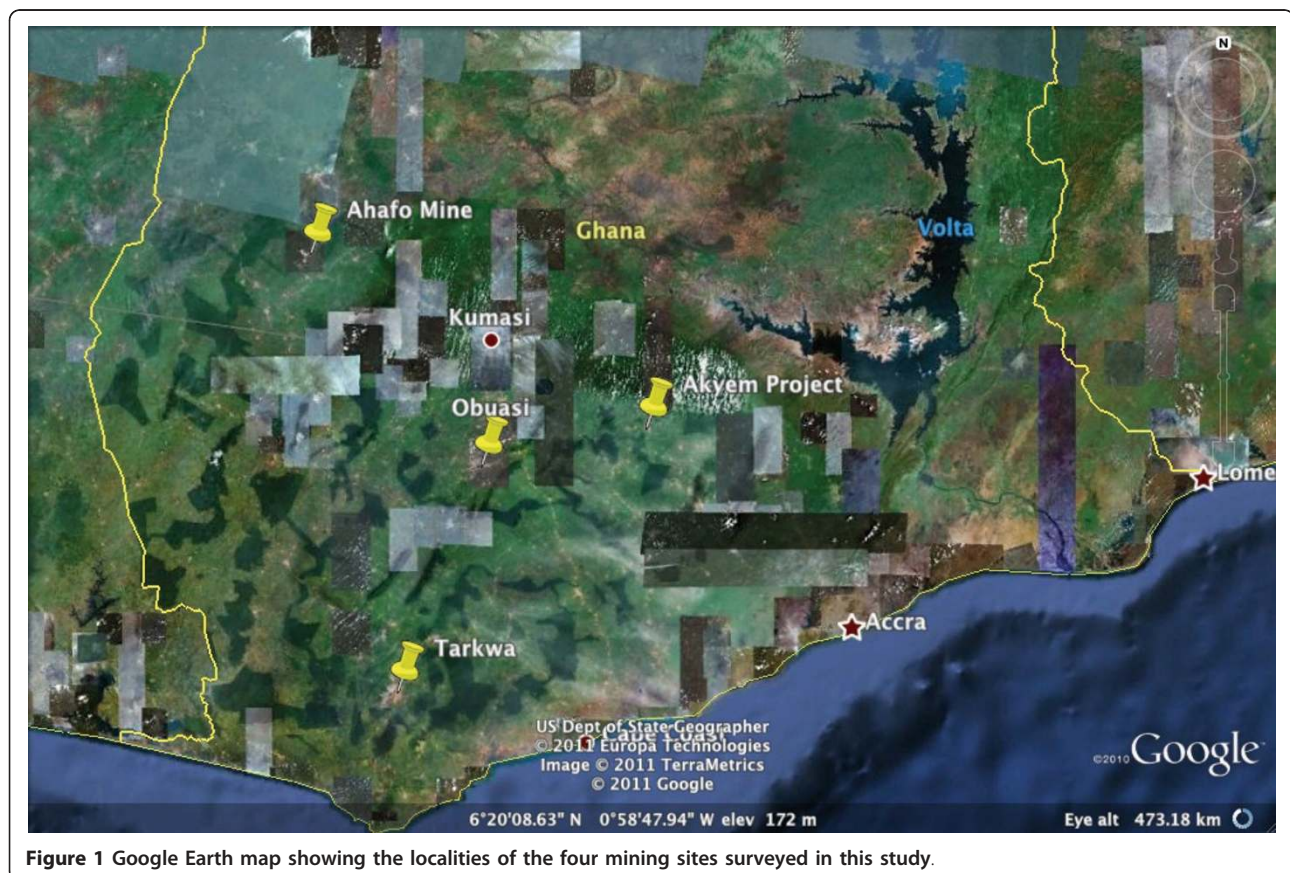 N
Ahafo Mine
Ghana
Volta
Kumasi
Akyem Project
Obuasi
Lome
Accra
Tarkwa
US Dept of State Geographer
Cape Coast
© 2011 Europa Technologies
Image © 2011 TerraMetrics
© 2011 Google
©2010 Google
6°20'08.63" N 0°58'47.94" W elev 172 m
Eye alt 473.18 km
Figure 1 Google Earth map showing the localities of the four mining sites surveyed in this study.